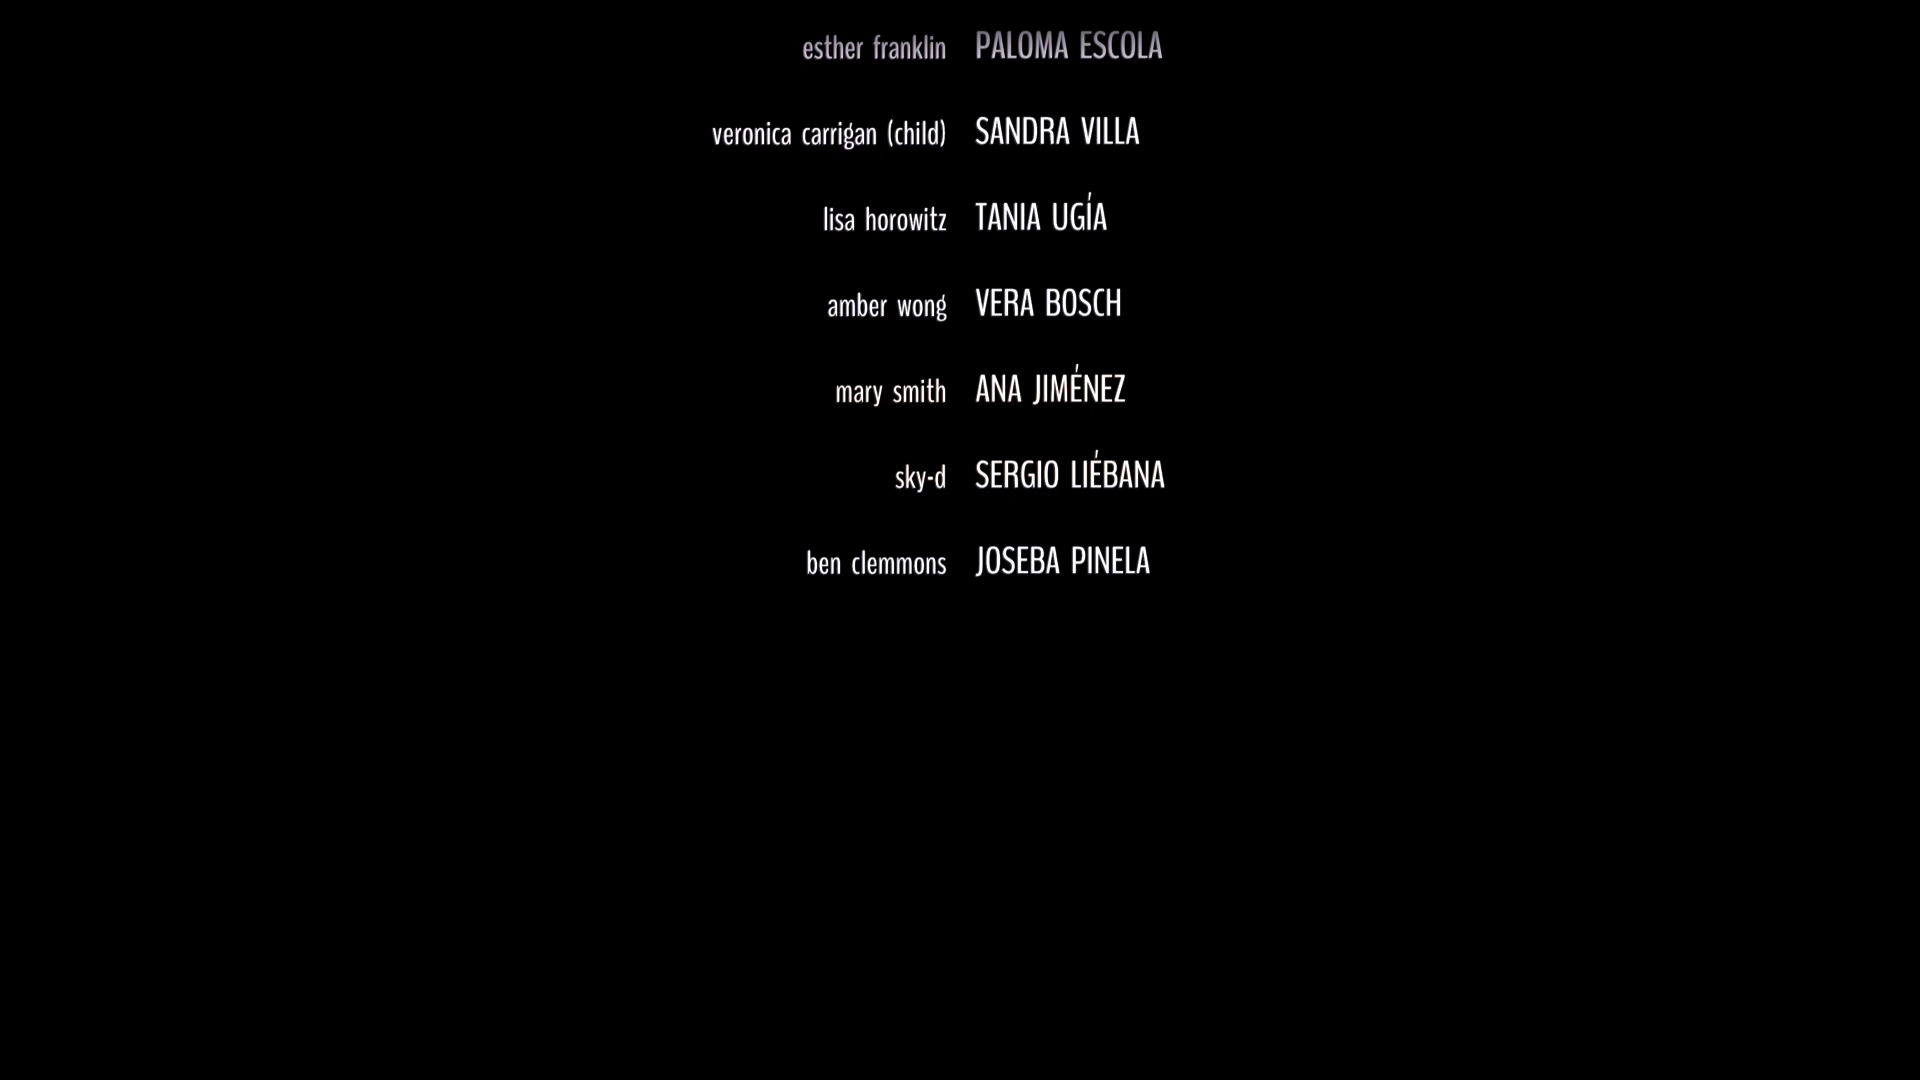 esther franklin PALOMA ESCOLA
veronica carrigan (child) SANDRA VILLA
lisa horowitz TANIA UGÍA
amber wong VERA BOSCH
mary smith ANA JIMÉNEZ
sky-d SERGIO LIÉBANA
ben clemmons JOSEBA PINELA